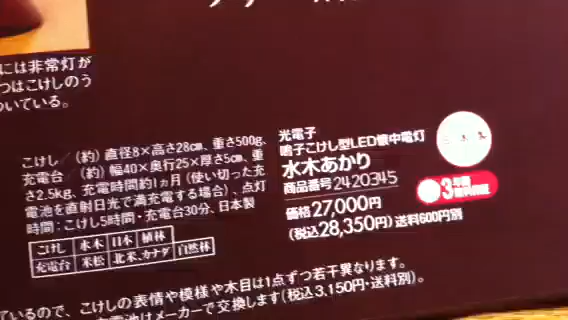 には非常灯が
つはこけしのう
ついている。
こけし／(約)直径8×高さ28㎝、重さ500g、
充電台／(約)幅40×奥行25×厚さ5㎝、重
さ2.5kg、充電時間約1ヵ月(使い切った充
電池を直射日光で満充電する場合)、点灯
時間：こけし5時間・充電台30分、日本製
こけし 水木 日本 植林
充電台 米松 北米、カナダ 自然林
光電子
鳴子こけし型LED懐中電灯
水木あかり
商品番号2420345
価格27,000円
(税込28,350円)送料600円別
3年間
ているので、こけしの表情や模様や木目は1点ずつ若干異なります。
はメーカーで交換します(税込3,150円・送料別)。